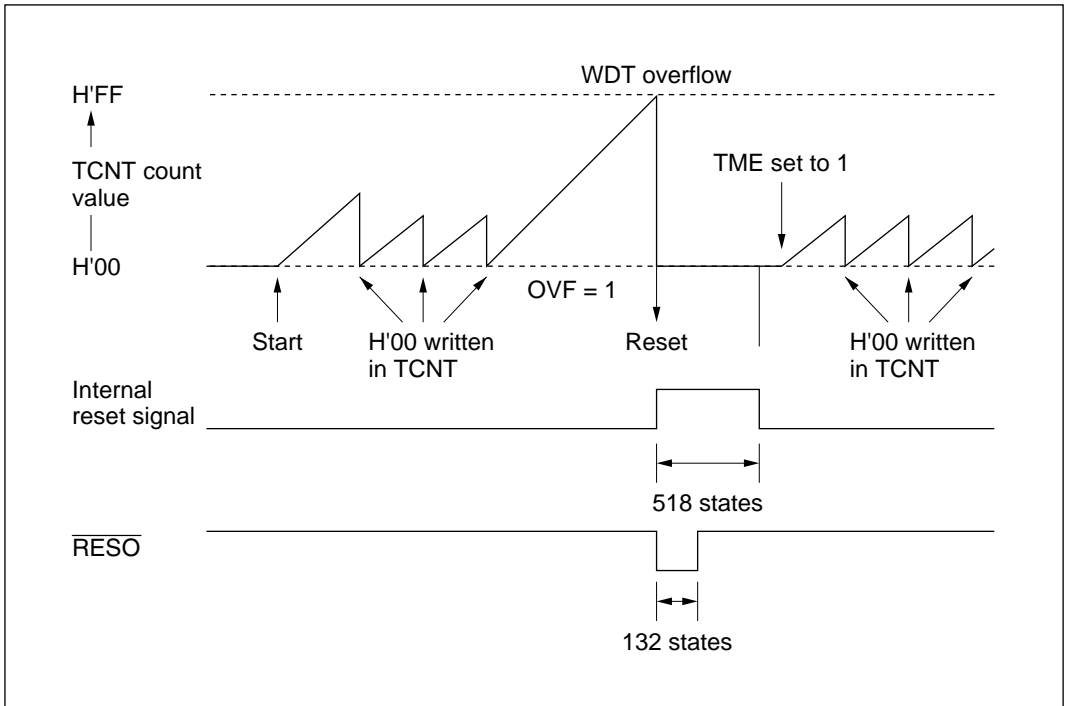 WDT overflow
H'FF
TCNT count
value
TME set to 1
H'00
OVF = 1
Start
H'00 written
in TCNT
Reset
H'00 written
in TCNT
Internal
reset signal
518 states
RESO
132 states